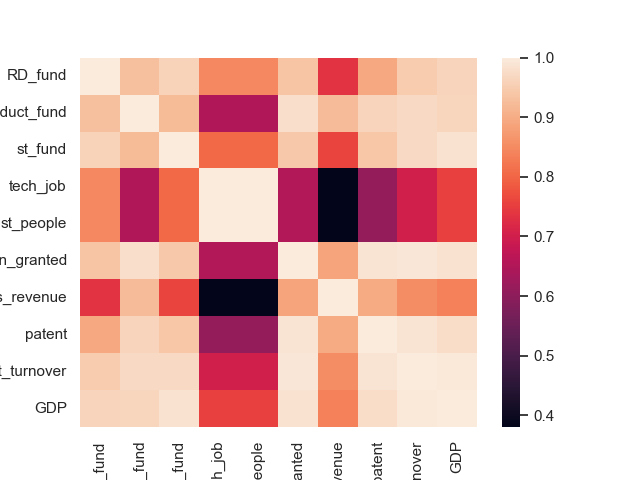 RD_fund
duct_fund
st_fund
tech_job
st_people
n_granted
s_revenue
patent
t_turnover
GDP
_fund
_fund
_fund
h_job
eople
anted
venue
patent
nover
GDP
1.0
0.9
0.8
0.7
0.6
0.5
0.4